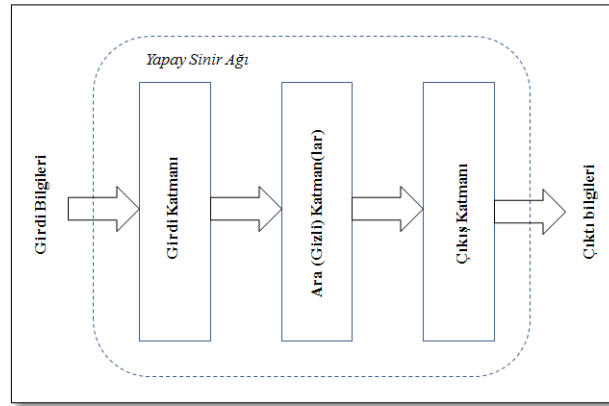 Yapay Sinir Ağı
Girdi Bilgileri
Girdi Katmanı
Ara (Gizli) Katman(lar)
Çıkış Katmanı
Çıktı bilgileri